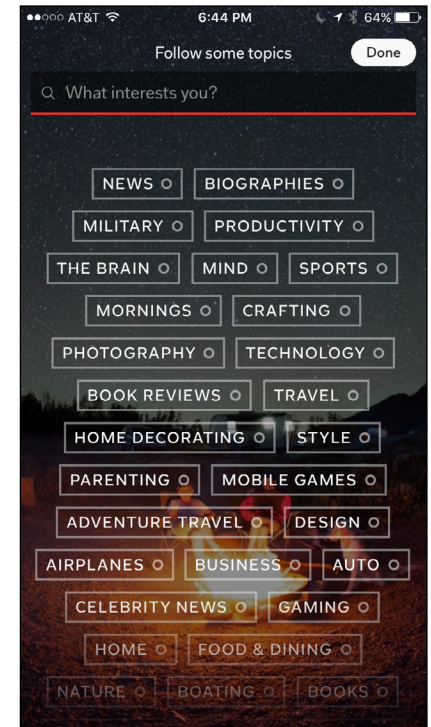 AT&T 6:44 PM 64%
Follow some topics Done
What interests you?
NEWS BIOGRAPHIES
MILITARY PRODUCTIVITY
THE BRAIN MIND SPORTS
MORNINGS CRAFTING
PHOTOGRAPHY TECHNOLOGY
BOOK REVIEWS TRAVEL
HOME DECORATING STYLE
PARENTING MOBILE GAMES
ADVENTURE TRAVEL DESIGN
AIRPLANES BUSINESS AUTO
CELEBRITY NEWS GAMING
HOME FOOD & DINING
NATURE BOATING BOOKS